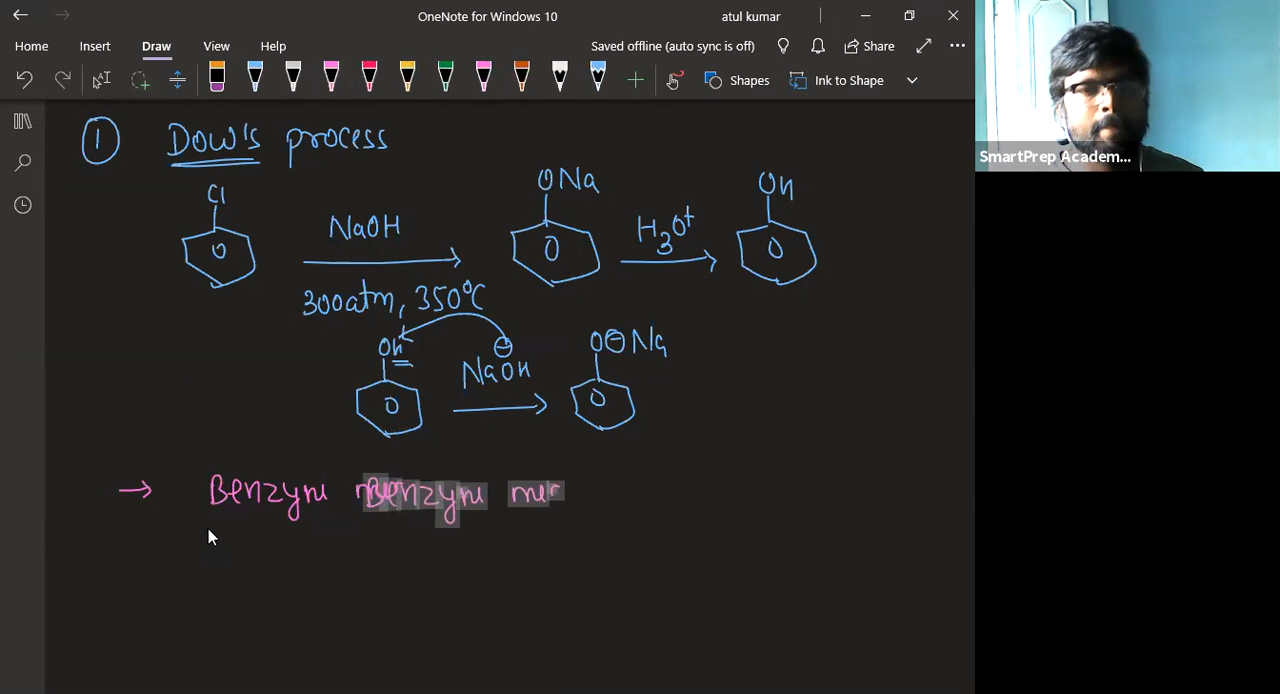 OneNote for Windows 10
atul kumar
Home Insert Draw View Help
Saved offline (auto sync is off)
Share
Shapes
Ink to Shape
SmartPrep Academ...
1 Dow's process
Cl
NaOH
300atm, 350°C
ONa
H3O+
OH
OH
NaOH
O⊖Na
→ Benzyne
Benzyne